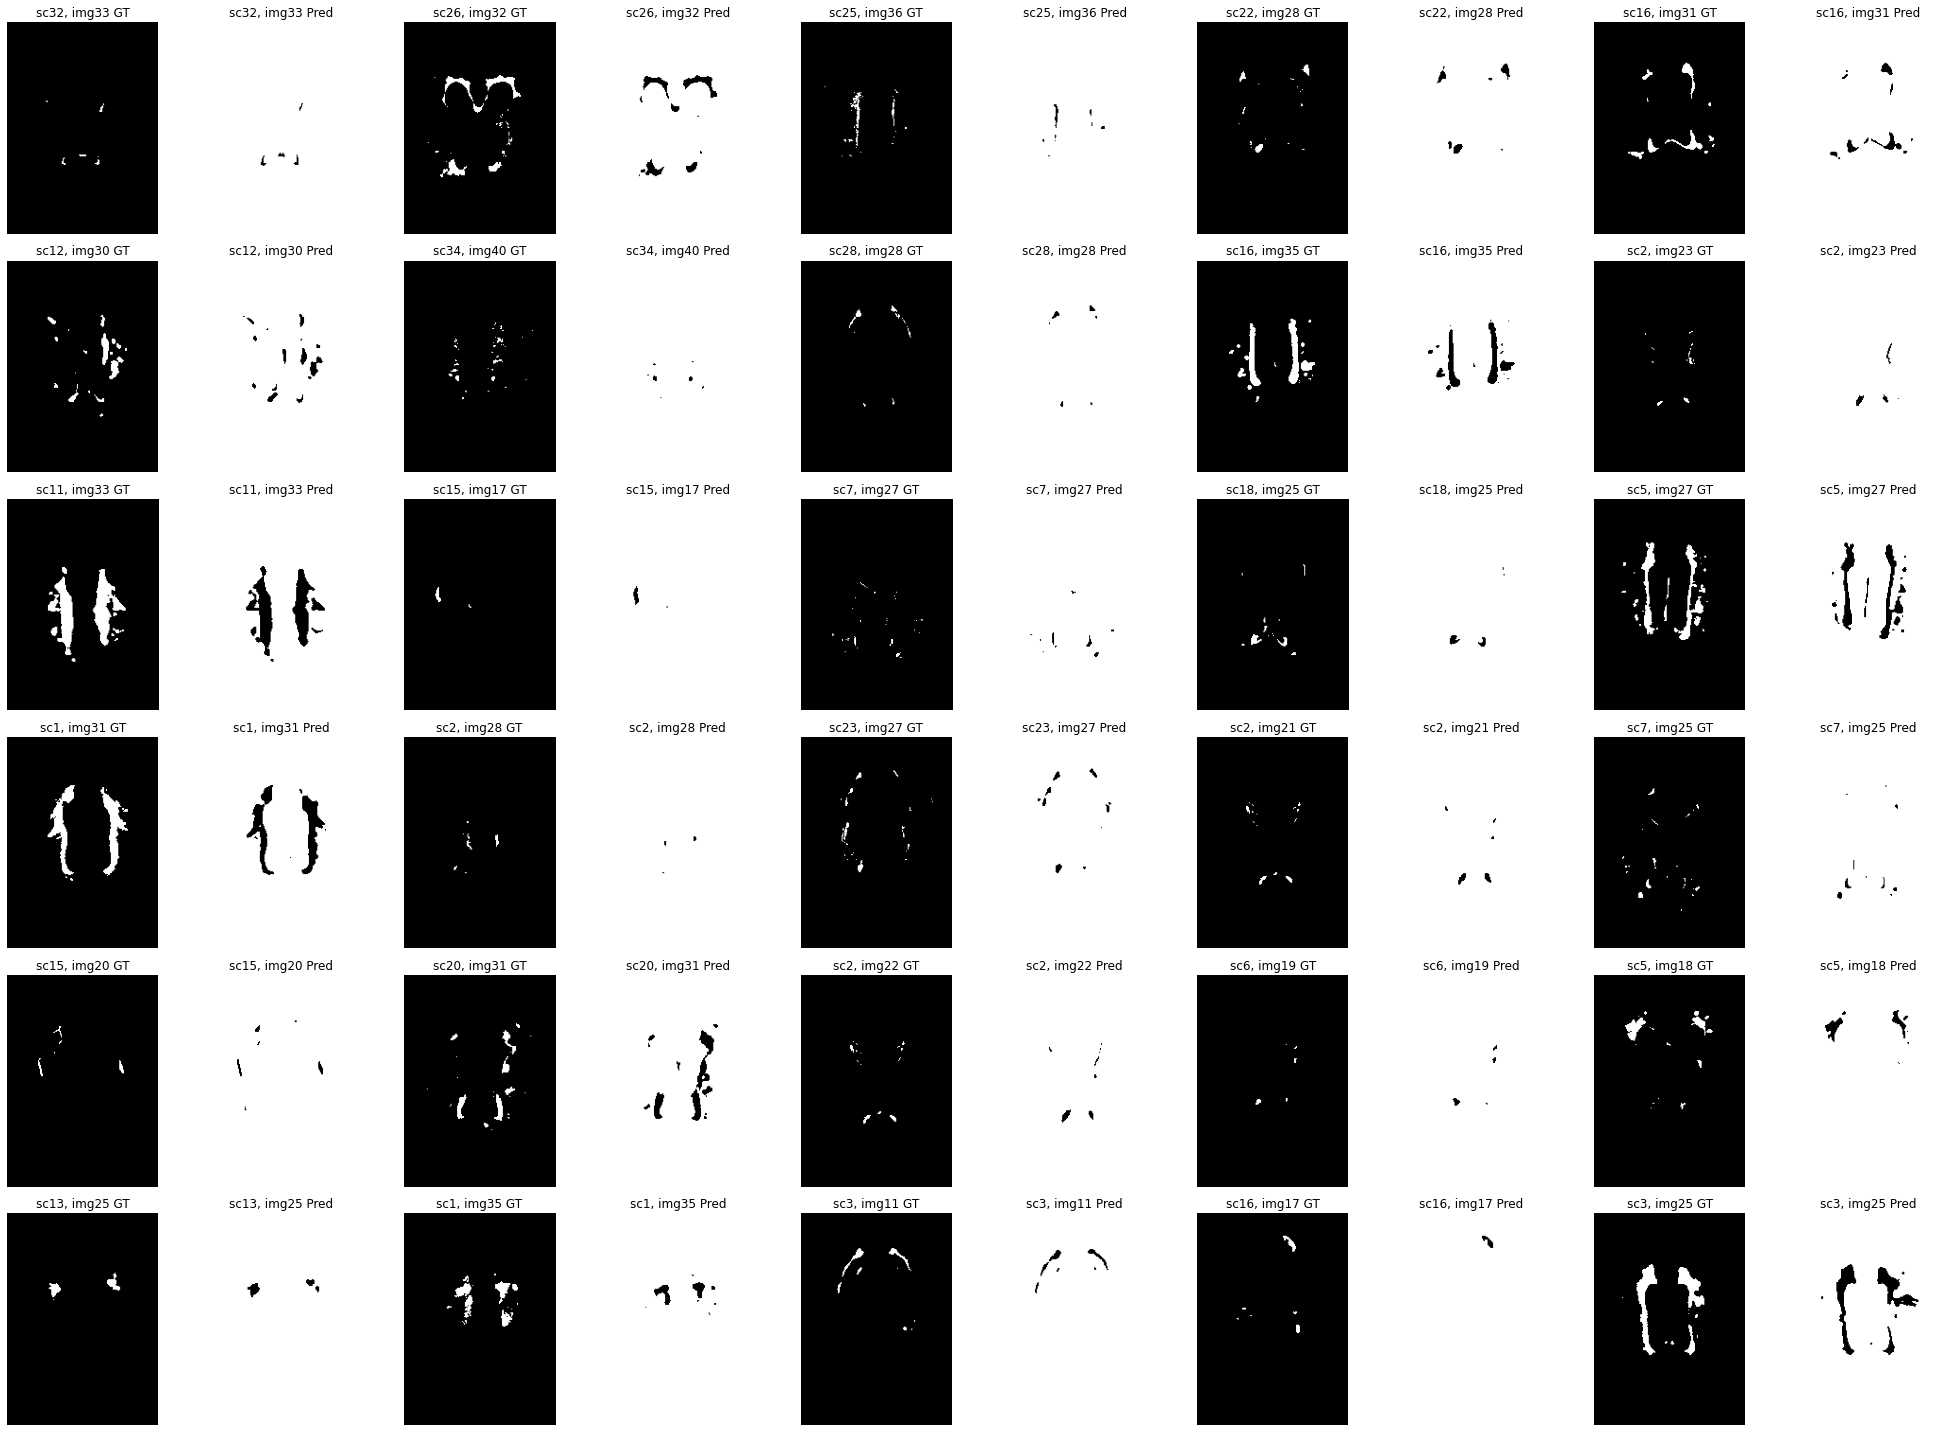 sc32, img33 GT sc32, img33 Pred sc26, img32 GT sc26, img32 Pred sc25, img36 GT sc25, img36 Pred sc22, img28 GT sc22, img28 Pred sc16, img31 GT sc16, img31 Pred
sc12, img30 GT sc12, img30 Pred sc34, img40 GT sc34, img40 Pred sc28, img28 GT sc28, img28 Pred sc16, img35 GT sc16, img35 Pred sc2, img23 GT sc2, img23 Pred
sc11, img33 GT sc11, img33 Pred sc15, img17 GT sc15, img17 Pred sc7, img27 GT sc7, img27 Pred sc18, img25 GT sc18, img25 Pred sc5, img27 GT sc5, img27 Pred
sc1, img31 GT sc1, img31 Pred sc2, img28 GT sc2, img28 Pred sc23, img27 GT sc23, img27 Pred sc2, img21 GT sc2, img21 Pred sc7, img25 GT sc7, img25 Pred
sc15, img20 GT sc15, img20 Pred sc20, img31 GT sc20, img31 Pred sc2, img22 GT sc2, img22 Pred sc6, img19 GT sc6, img19 Pred sc5, img18 GT sc5, img18 Pred
sc13, img25 GT sc13, img25 Pred sc1, img35 GT sc1, img35 Pred sc3, img11 GT sc3, img11 Pred sc16, img17 GT sc16, img17 Pred sc3, img25 GT sc3, img25 Pred